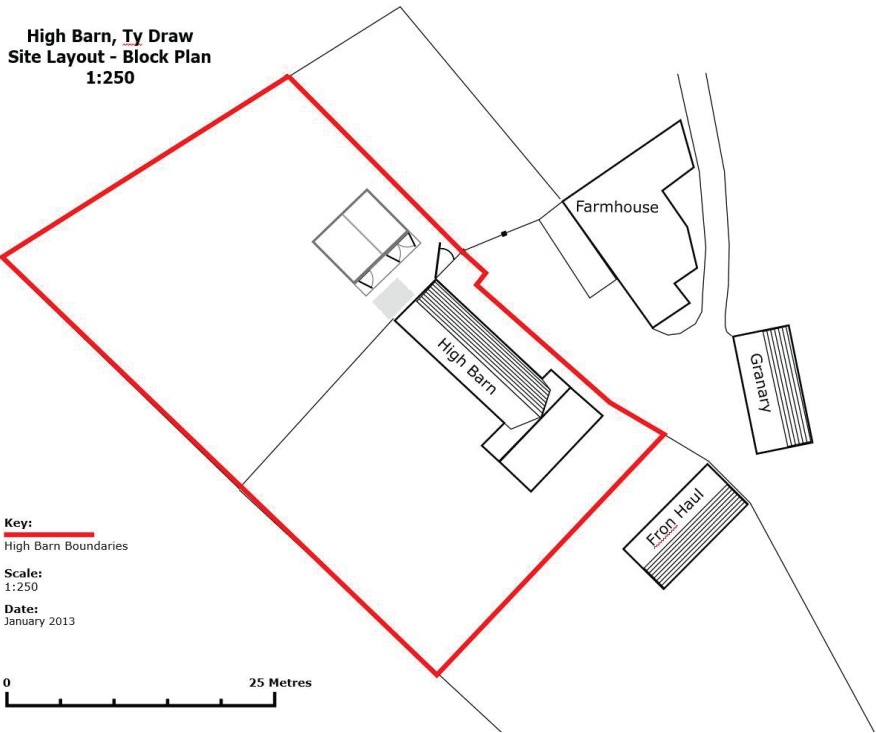 High Barn, Ty Draw
Site Layout - Block Plan
1:250
Farmhouse
High Barn
Granary
Fron Haul
Key:
High Barn Boundaries
Scale:
1:250
Date:
January 2013
0
25 Metres